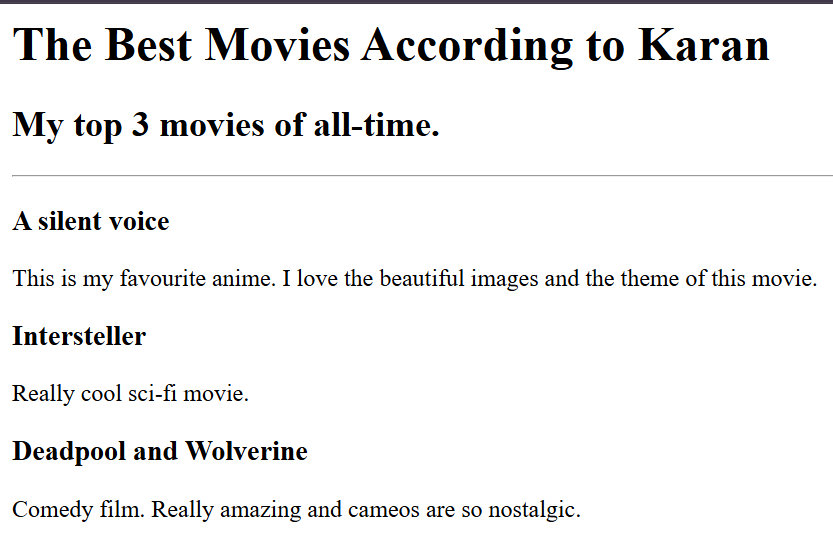 The Best Movies According to Karan
My top 3 movies of all-time.
A silent voice
This is my favourite anime. I love the beautiful images and the theme of this movie.
Intersteller
Really cool sci-fi movie.
Deadpool and Wolverine
Comedy film. Really amazing and cameos are so nostalgic.